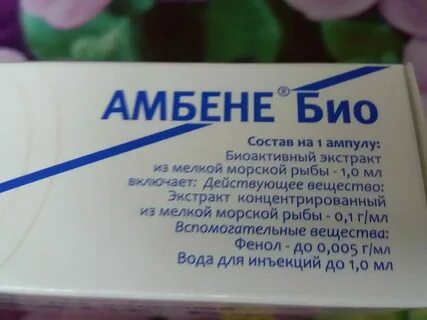 АМБЕНЕ® Био
Состав на 1 ампулу:
Биоактивный экстракт
из мелкой морской рыбы - 1,0 мл
включает: Действующее вещество:
Экстракт концентрированный
из мелкой морской рыбы - 0,1 г/мл
Вспомогательные вещества:
Фенол - до 0,005 г/мл
Вода для инъекций до 1,0 мл